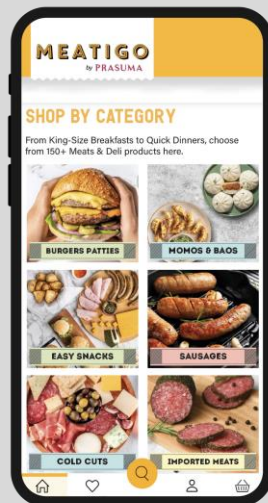 MEATIGO
by PRASUMA
SHOP BY CATEGORY
From King-Size Breakfasts to Quick Dinners, choose
from 150+ Meats & Deli products here.
BURGERS PATTIES
MOMOS & BAOS
EASY SNACKS
SAUSAGES
COLD CUTS
IMPORTED MEATS